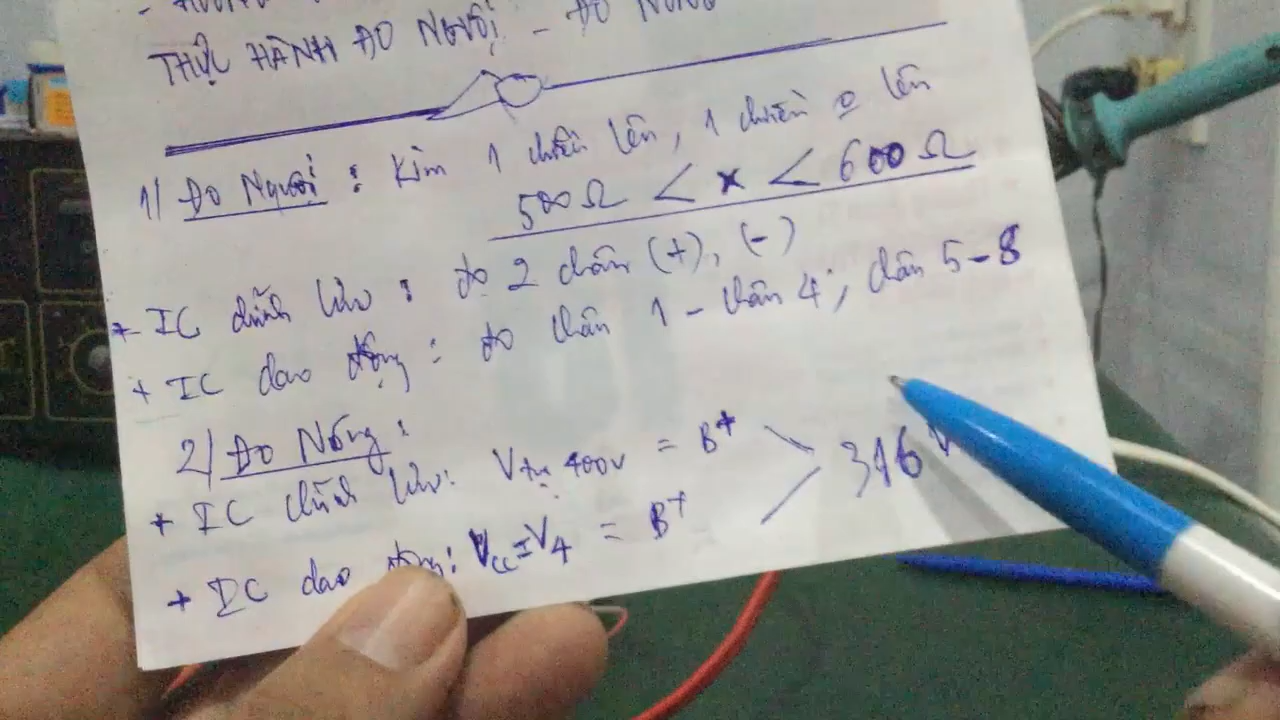 THỰC HÀNH ĐO NGUỘI - ĐO NÓNG
1/ Đo Nguội : Kim 1 chiều lên, 1 chiều 0 lên
500Ω < x < 600Ω
+ IC chỉnh lưu : đo 2 chân (+), (-)
+ IC dao động : đo chân 1 - chân 4 ; chân 5-8
2/ Đo Nóng :
+ IC chỉnh lưu : Vtụ 400V = B+
316V
+ IC dao động : Vcc = V4 = B+